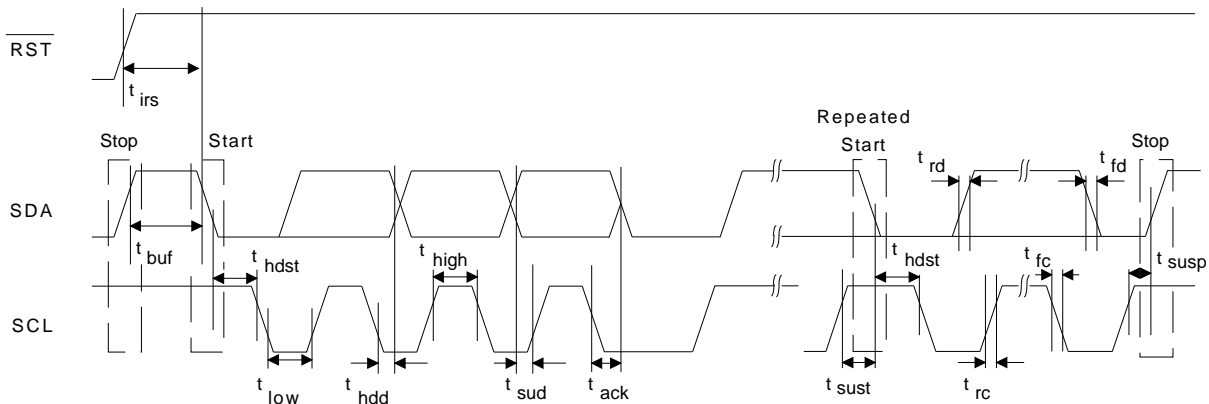 RST
t irs
Stop
Start
Repeated
Start
Stop
t rd
t fd
SDA
t buf
t hdst
t high
t hdst
t fc
t susp
SCL
t low
t hdd
t sud
t ack
t sust
t rc